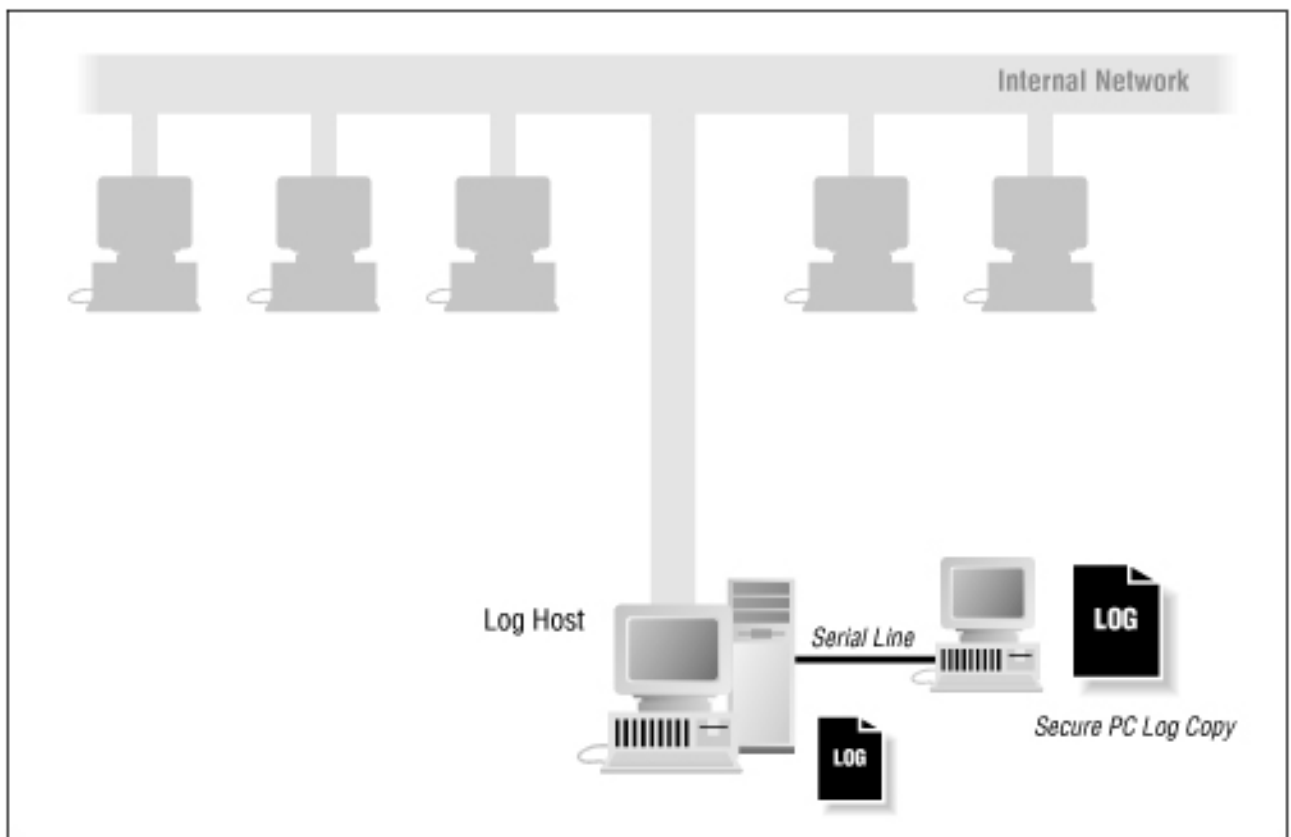 Internal Network
Log Host
Serial Line
LOG
Secure PC Log Copy
LOG